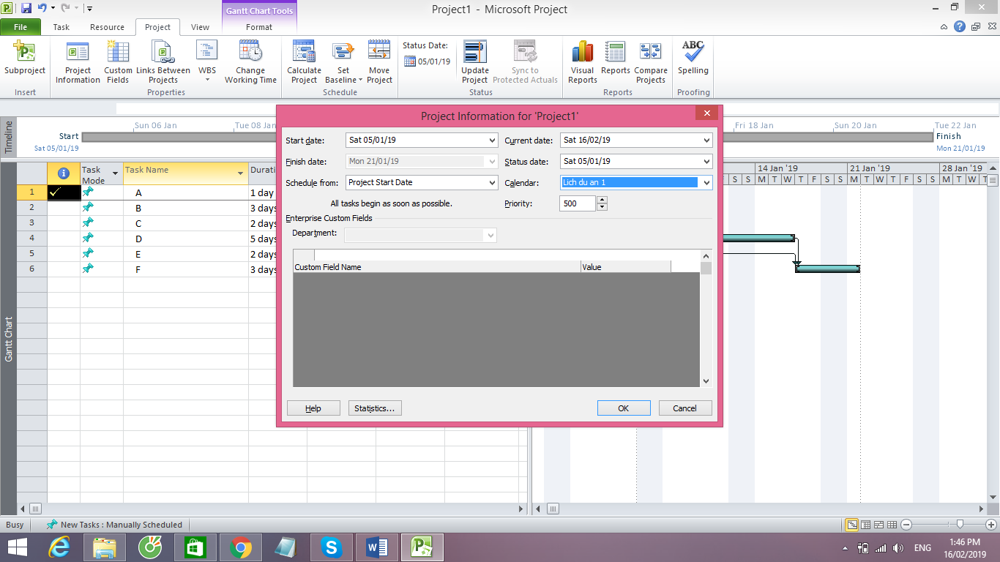 Gantt Chart Tools
Project1 - Microsoft Project
File Task Resource Project View Format
Subproject
Project Information
Custom Fields
Links Between Projects
WBS
Change Working Time
Calculate Project
Set Baseline
Move Project
Status Date:
05/01/19
Update Project
Sync to Protected Actuals
Visual Reports
Reports
Compare Projects
ABC
Spelling
Insert Properties Schedule Status Reports Proofing
Timeline
Sun 06 Jan
Tue 08 Jan
Fri 18 Jan
Sun 20 Jan
Tue 22 Jan
Start
Sat 05/01/19
Finish
Mon 21/01/19
Project Information for 'Project1'
Start date: Sat 05/01/19 Current date: Sat 16/02/19
Finish date: Mon 21/01/19 Status date: Sat 05/01/19
Schedule from: Project Start Date Calendar: Lich du an 1
All tasks begin as soon as possible. Priority: 500
Enterprise Custom Fields
Department:
Custom Field Name Value
Help Statistics... OK Cancel
Task Mode Task Name Durati
1 A 1 day
2 B 3 days
3 C 2 days
4 D 5 days
5 E 2 days
6 F 3 days
14 Jan '19 21 Jan '19 28 Jan '19
F S S M T W T F S S M T W T F S S M T W T
Gantt Chart
Busy New Tasks : Manually Scheduled
ENG
1:46 PM
16/02/2019